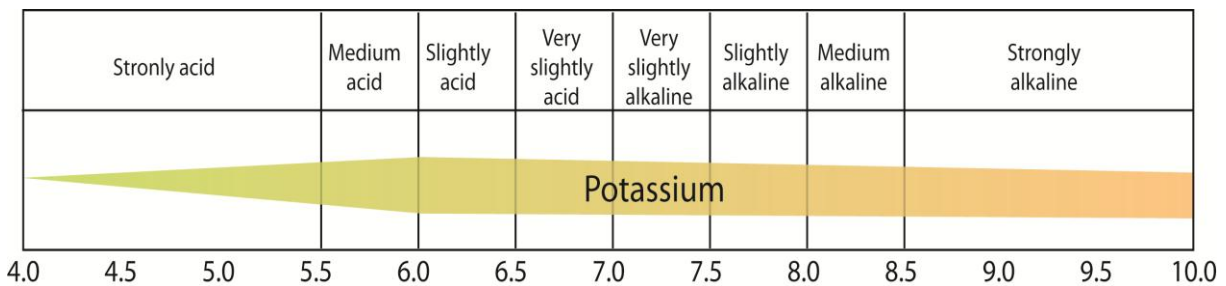 Stronly acid
Medium
acid
Slightly
acid
Very
slightly
acid
Very
slightly
alkaline
Slightly
alkaline
Medium
alkaline
Strongly
alkaline
Potassium
4.0 4.5 5.0 5.5 6.0 6.5 7.0 7.5 8.0 8.5 9.0 9.5 10.0